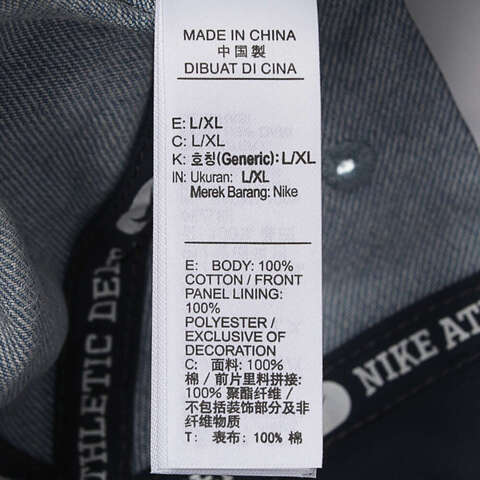 MADE IN CHINA
中国製
DIBUAT DI CINA
E: L/XL
C: L/XL
K: 호칭(Generic): L/XL
IN: Ukuran: L/XL
Merek Barang: Nike
E: BODY: 100%
COTTON / FRONT
PANEL LINING:
100%
POLYESTER /
EXCLUSIVE OF
DECORATION
C: 面料: 100%
棉 / 前片里料拼接:
100% 聚酯纤维 /
不包括装饰部分及非
纤维物质
T: 表布: 100% 棉
THLETIC DEP
NIKE ATH